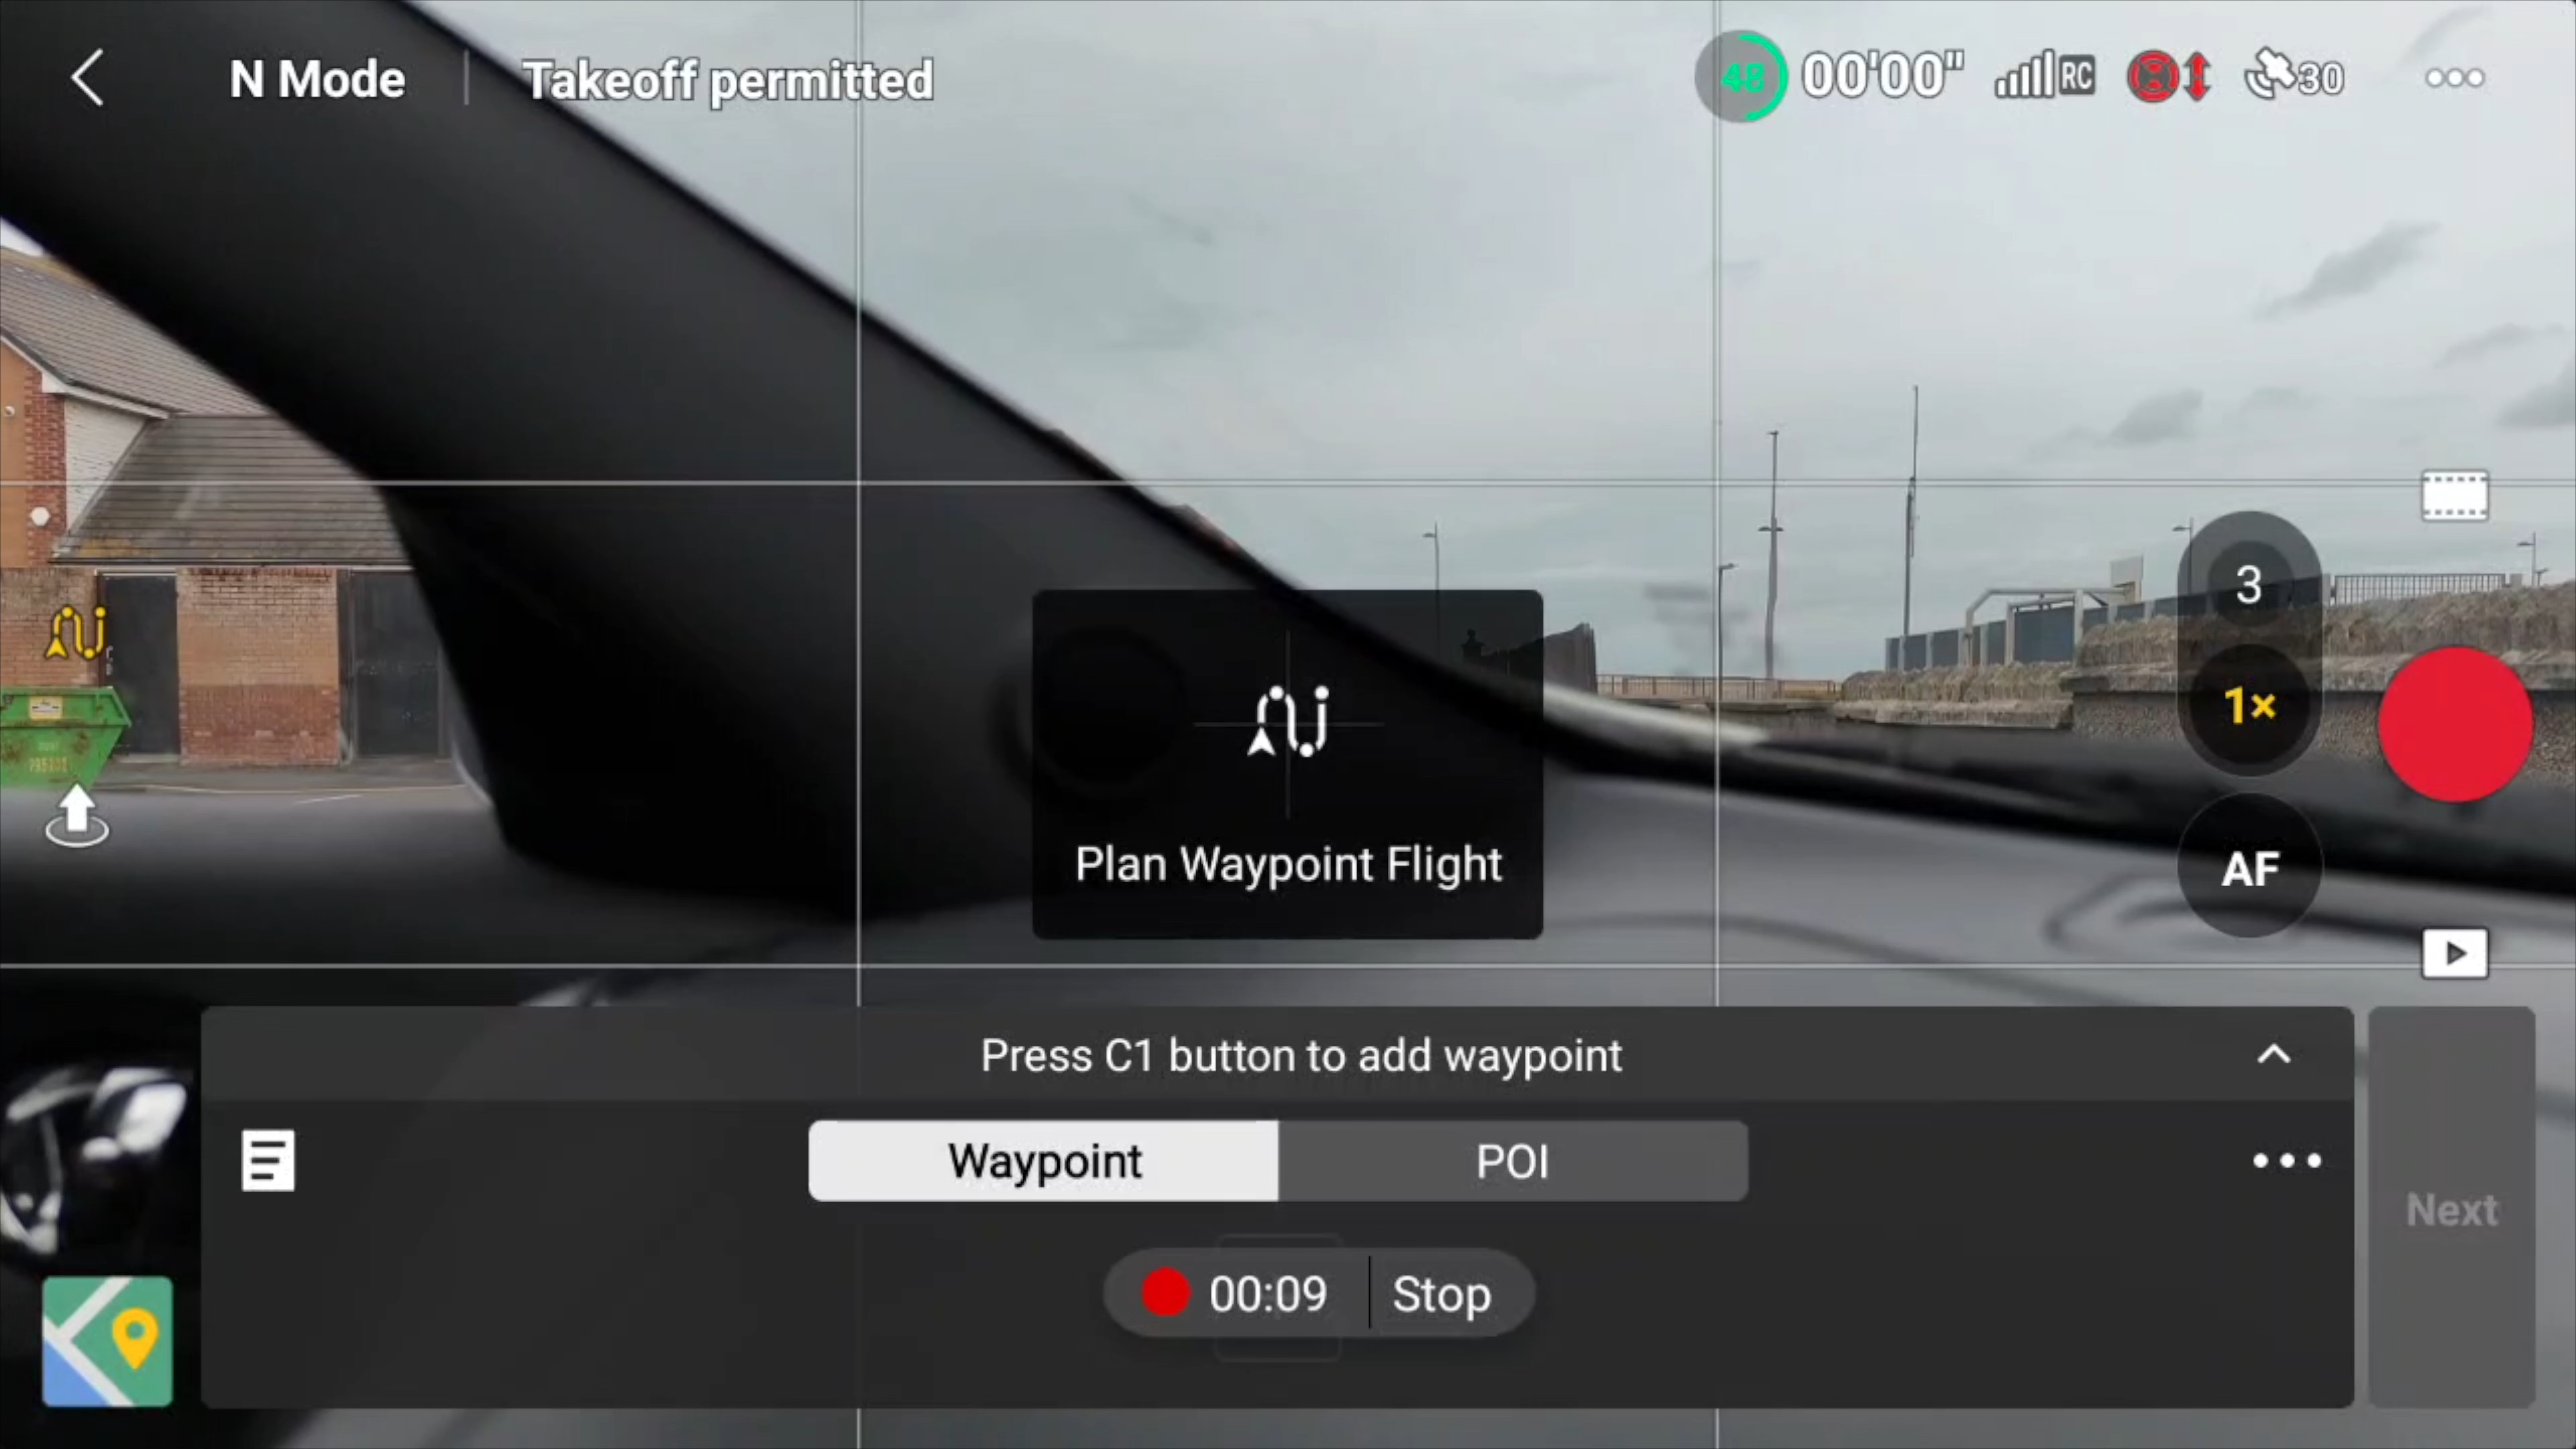 N Mode
Takeoff permitted
48
00'00"
RC
30
3
1×
AF
Plan Waypoint Flight
Press C1 button to add waypoint
Waypoint
POI
Next
00:09
Stop